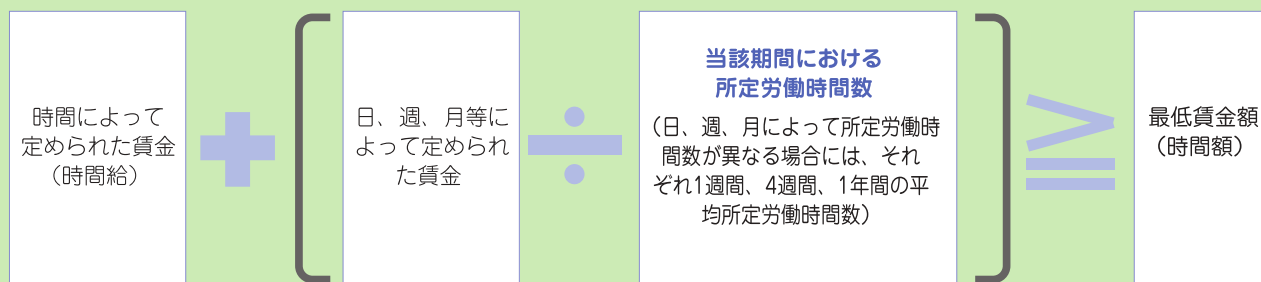 時間によって
定められた賃金
（時間給）
＋
日、週、月等に
よって定められ
た賃金
÷
当該期間における
所定労働時間数
（日、週、月によって所定労働時
間数が異なる場合には、それ
ぞれ1週間、4週間、1年間の平
均所定労働時間数）
≧
最低賃金額
（時間額）